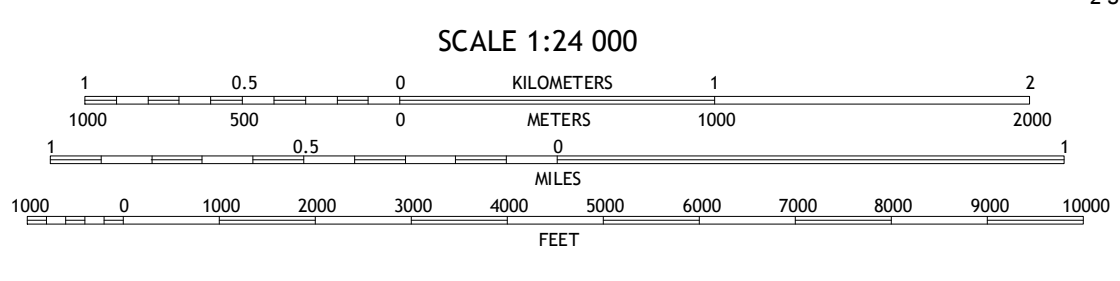 SCALE 1:24 000
1 0.5 0 KILOMETERS 1 2
1000 500 0 METERS 1000 2000
1 0.5 0 1
MILES
1000 0 1000 2000 3000 4000 5000 6000 7000 8000 9000 10000
FEET